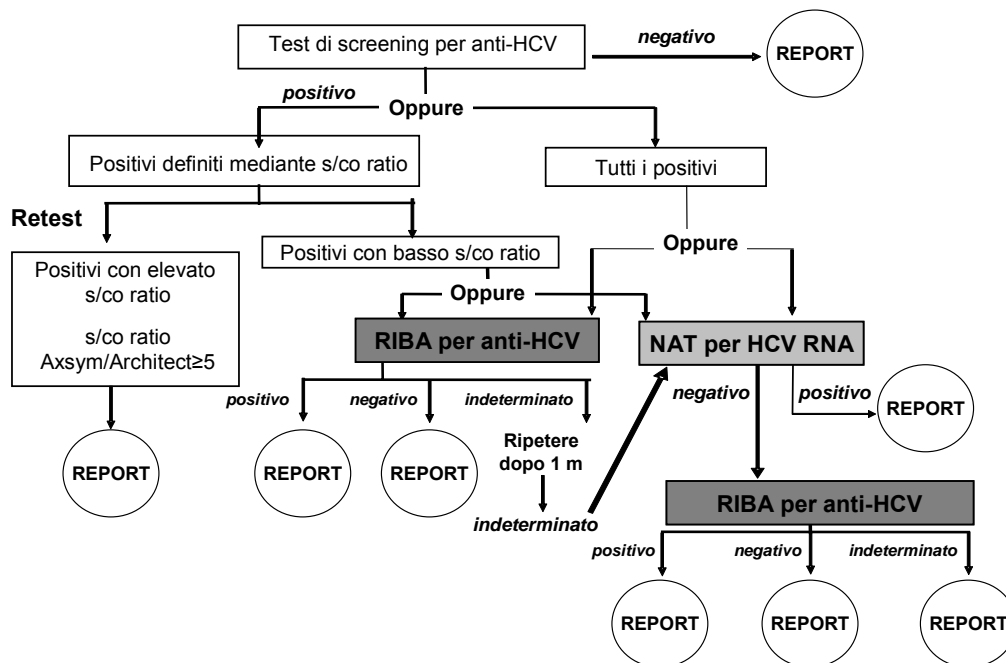 Test di screening per anti-HCV
negativo
REPORT
positivo
Oppure
Positivi definiti mediante s/co ratio
Tutti i positivi
Retest
Oppure
Positivi con elevato
s/co ratio
s/co ratio
Axsym/Architect≥5
Positivi con basso s/co ratio
Oppure
RIBA per anti-HCV
NAT per HCV RNA
positivo
negativo
indeterminato
negativo
positivo
REPORT
REPORT
REPORT
REPORT
Ripetere
dopo 1 m
indeterminato
RIBA per anti-HCV
positivo
negativo
indeterminato
REPORT
REPORT
REPORT